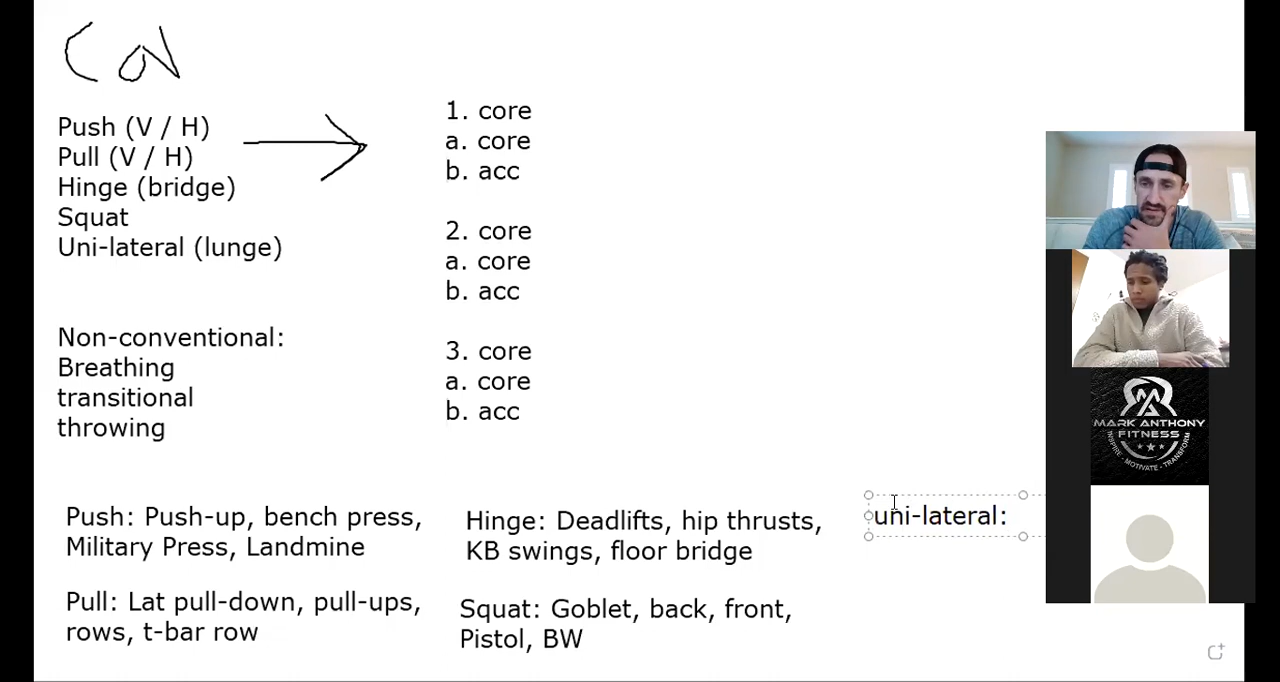 Push (V / H)
Pull (V / H)
Hinge (bridge)
Squat
Uni-lateral (lunge)
Non-conventional:
Breathing
transitional
throwing
1. core
a. core
b. acc
2. core
a. core
b. acc
3. core
a. core
b. acc
Push: Push-up, bench press,
Military Press, Landmine
Pull: Lat pull-down, pull-ups,
rows, t-bar row
Hinge: Deadlifts, hip thrusts,
KB swings, floor bridge
Squat: Goblet, back, front,
Pistol, BW
uni-lateral:
MARK ANTHONY
FITNESS
INSPIRE - MOTIVATE - TRANSFORM